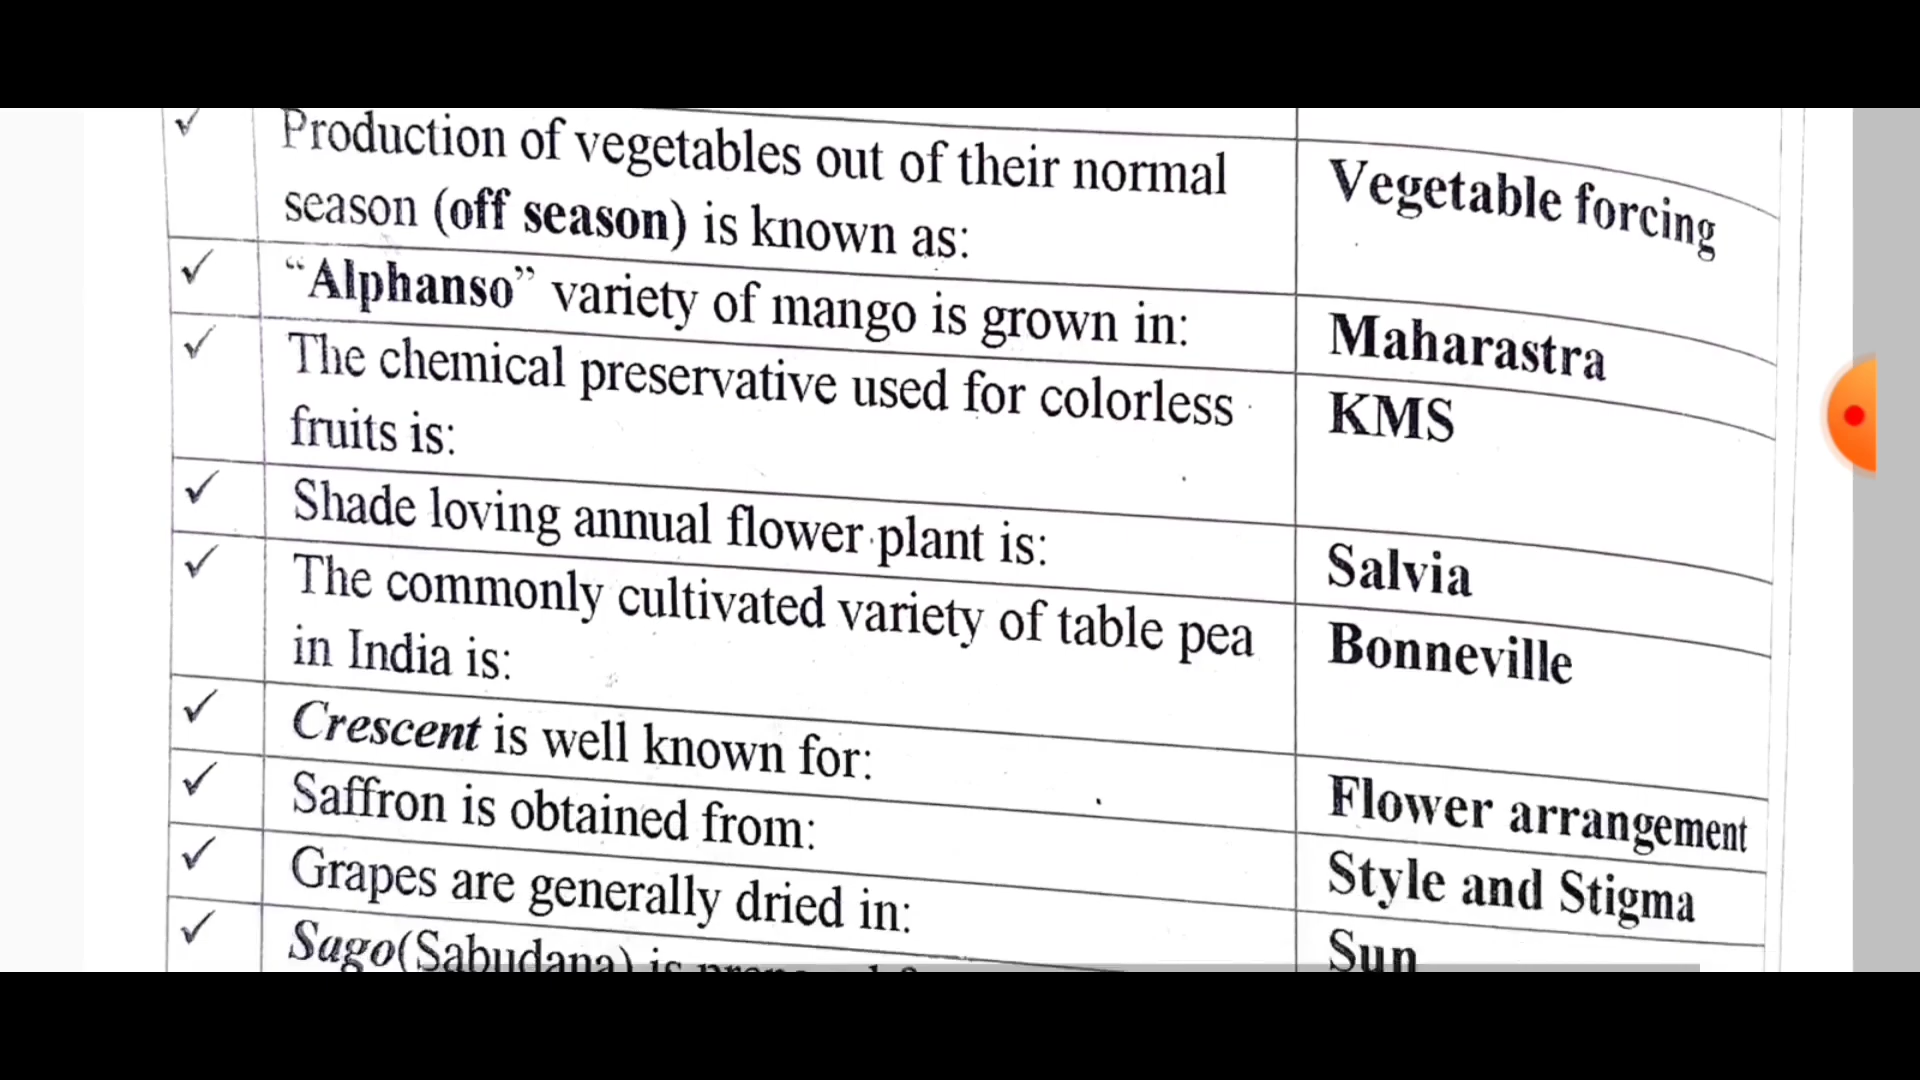 ✓ Production of vegetables out of their normal
season (off season) is known as:
Vegetable forcing
✓ “Alphanso” variety of mango is grown in:
Maharastra
✓ The chemical preservative used for colorless
fruits is:
KMS
✓ Shade loving annual flower plant is:
Salvia
✓ The commonly cultivated variety of table pea
in India is:
Bonneville
✓ Crescent is well known for:
Flower arrangement
✓ Saffron is obtained from:
Style and Stigma
✓ Grapes are generally dried in:
Sun
✓ Sago(Sabudana) is